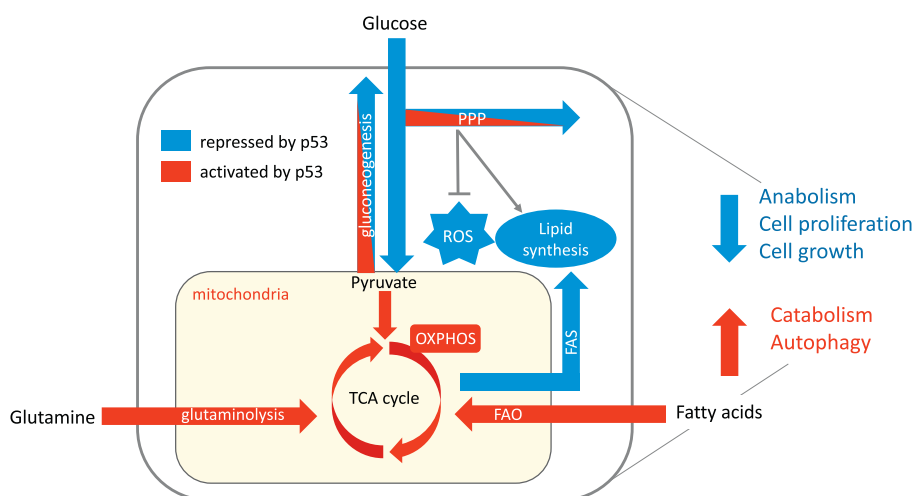 Glucose
PPP
repressed by p53
activated by p53
gluconeogenesis
ROS
Lipid
synthesis
Anabolism
Cell proliferation
Cell growth
Pyruvate
mitochondria
OXPHOS
FAS
Catabolism
Autophagy
TCA cycle
Glutamine
glutaminolysis
FAO
Fatty acids